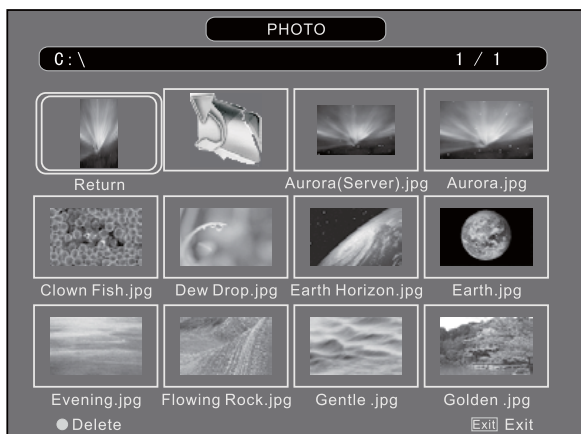 PHOTO
C:\ 1 / 1
Return Aurora(Server).jpg Aurora.jpg
Clown Fish.jpg Dew Drop.jpg Earth Horizon.jpg Earth.jpg
Evening.jpg Flowing Rock.jpg Gentle .jpg Golden .jpg
Delete Exit Exit